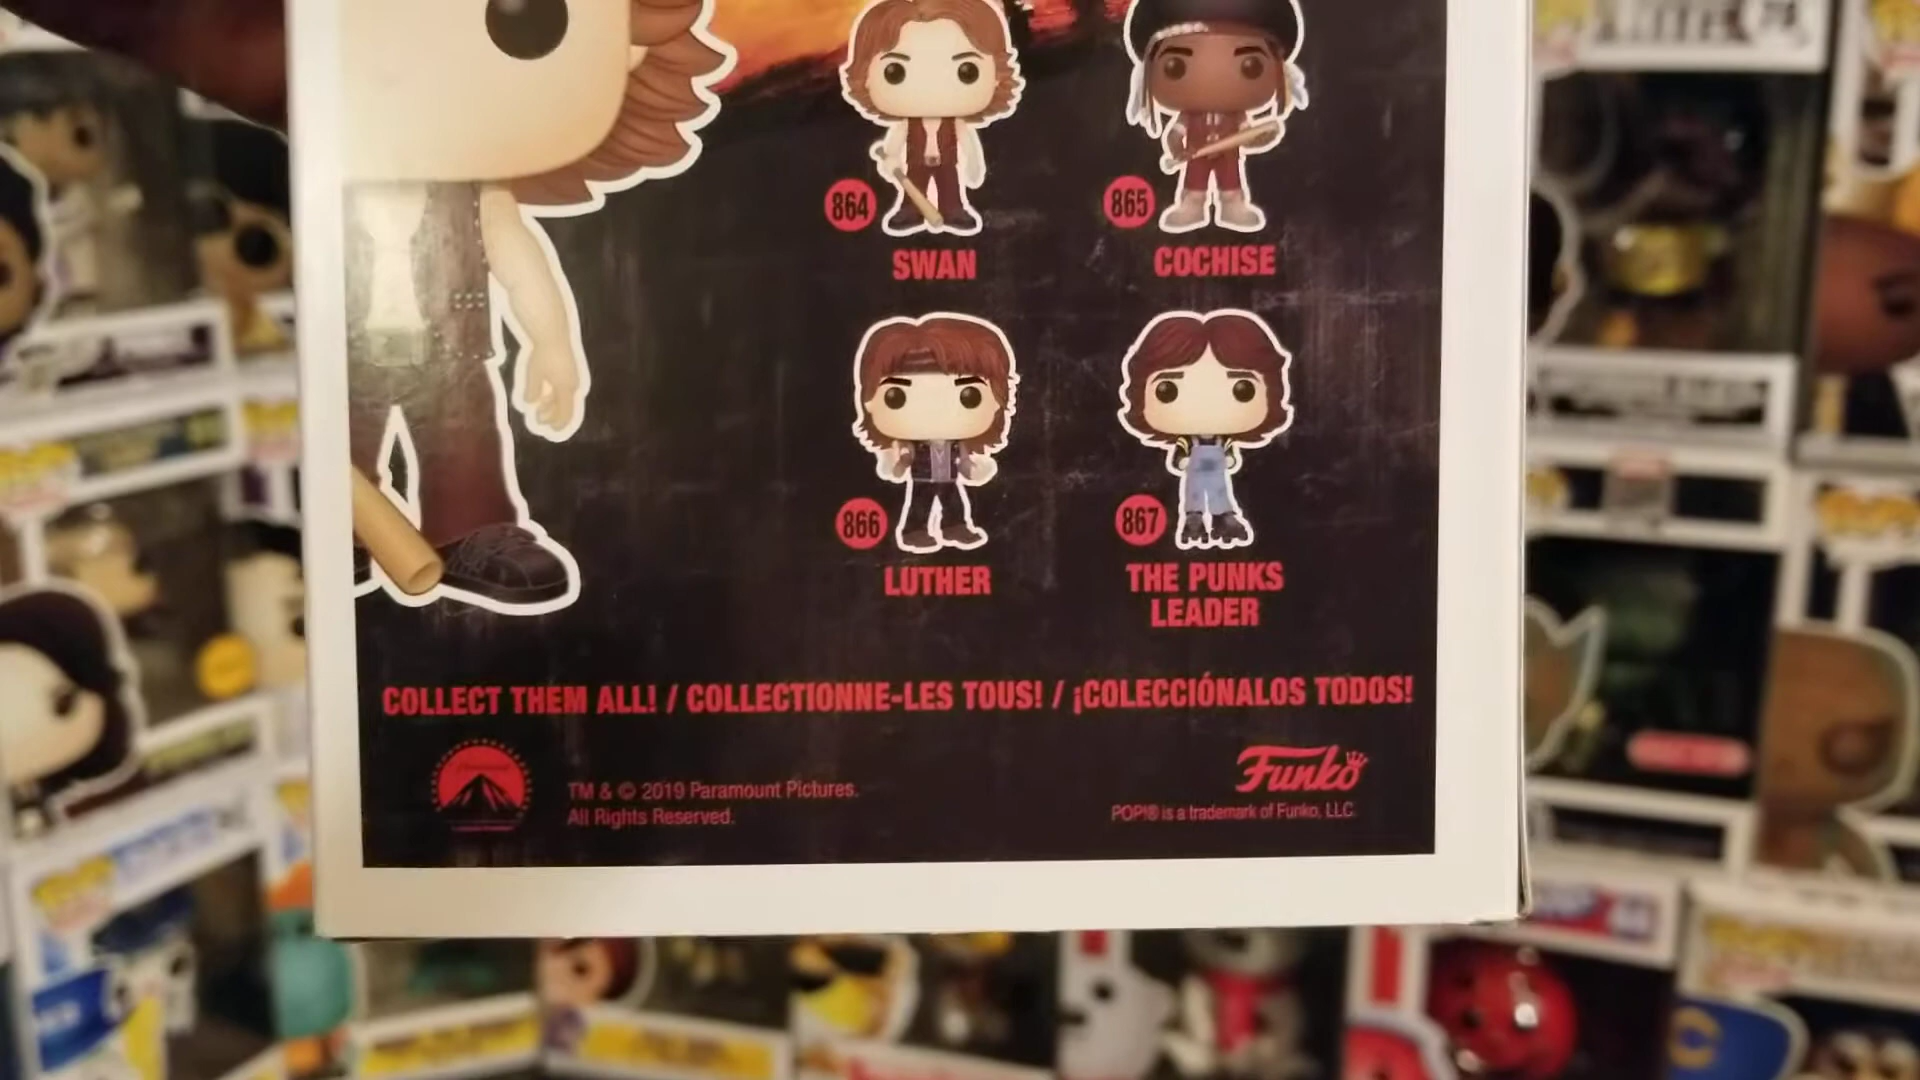 864
SWAN
865
COCHISE
866
LUTHER
867
THE PUNKS
LEADER
COLLECT THEM ALL! / COLLECTIONNE-LES TOUS! / ¡COLECCIÓNALOS TODOS!
TM & © 2019 Paramount Pictures.
All Rights Reserved.
Funko
POP!® is a trademark of Funko, LLC.